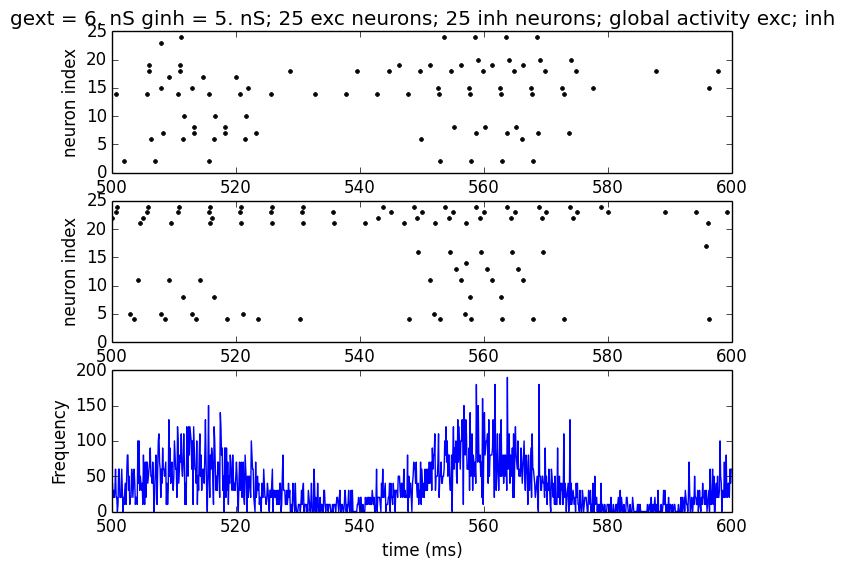 gext = 6. nS ginh = 5. nS; 25 exc neurons; 25 inh neurons; global activity exc; inh
25
20
15
10
5
0
neuron index
500 520 540 560 580 600
25
20
15
10
5
0
neuron index
500 520 540 560 580 600
200
150
100
50
0
Frequency
500 520 540 560 580 600
time (ms)